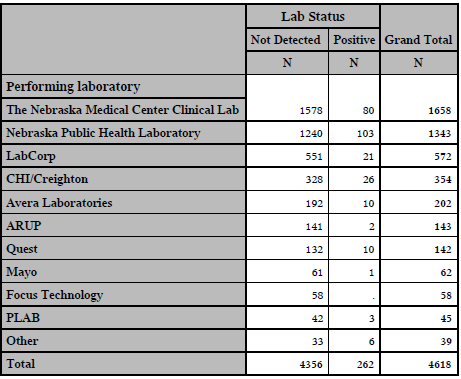 Lab Status
Not Detected Positive Grand Total
N N N
Performing laboratory
The Nebraska Medical Center Clinical Lab 1578 80 1658
Nebraska Public Health Laboratory 1240 103 1343
LabCorp 551 21 572
CHI/Creighton 328 26 354
Avera Laboratories 192 10 202
ARUP 141 2 143
Quest 132 10 142
Mayo 61 1 62
Focus Technology 58 . 58
PLAB 42 3 45
Other 33 6 39
Total 4356 262 4618